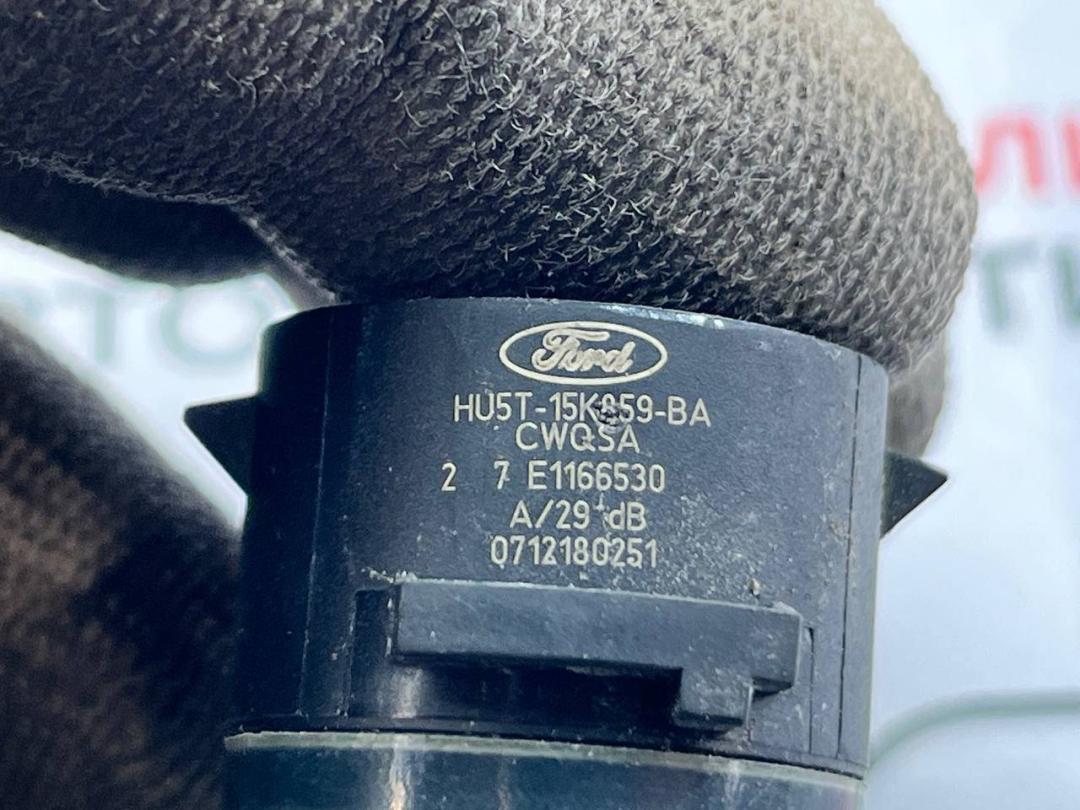 Ford
HU5T-15K859-BA
CWQSA
2 7 E1166530
A/29 dB
0712180251